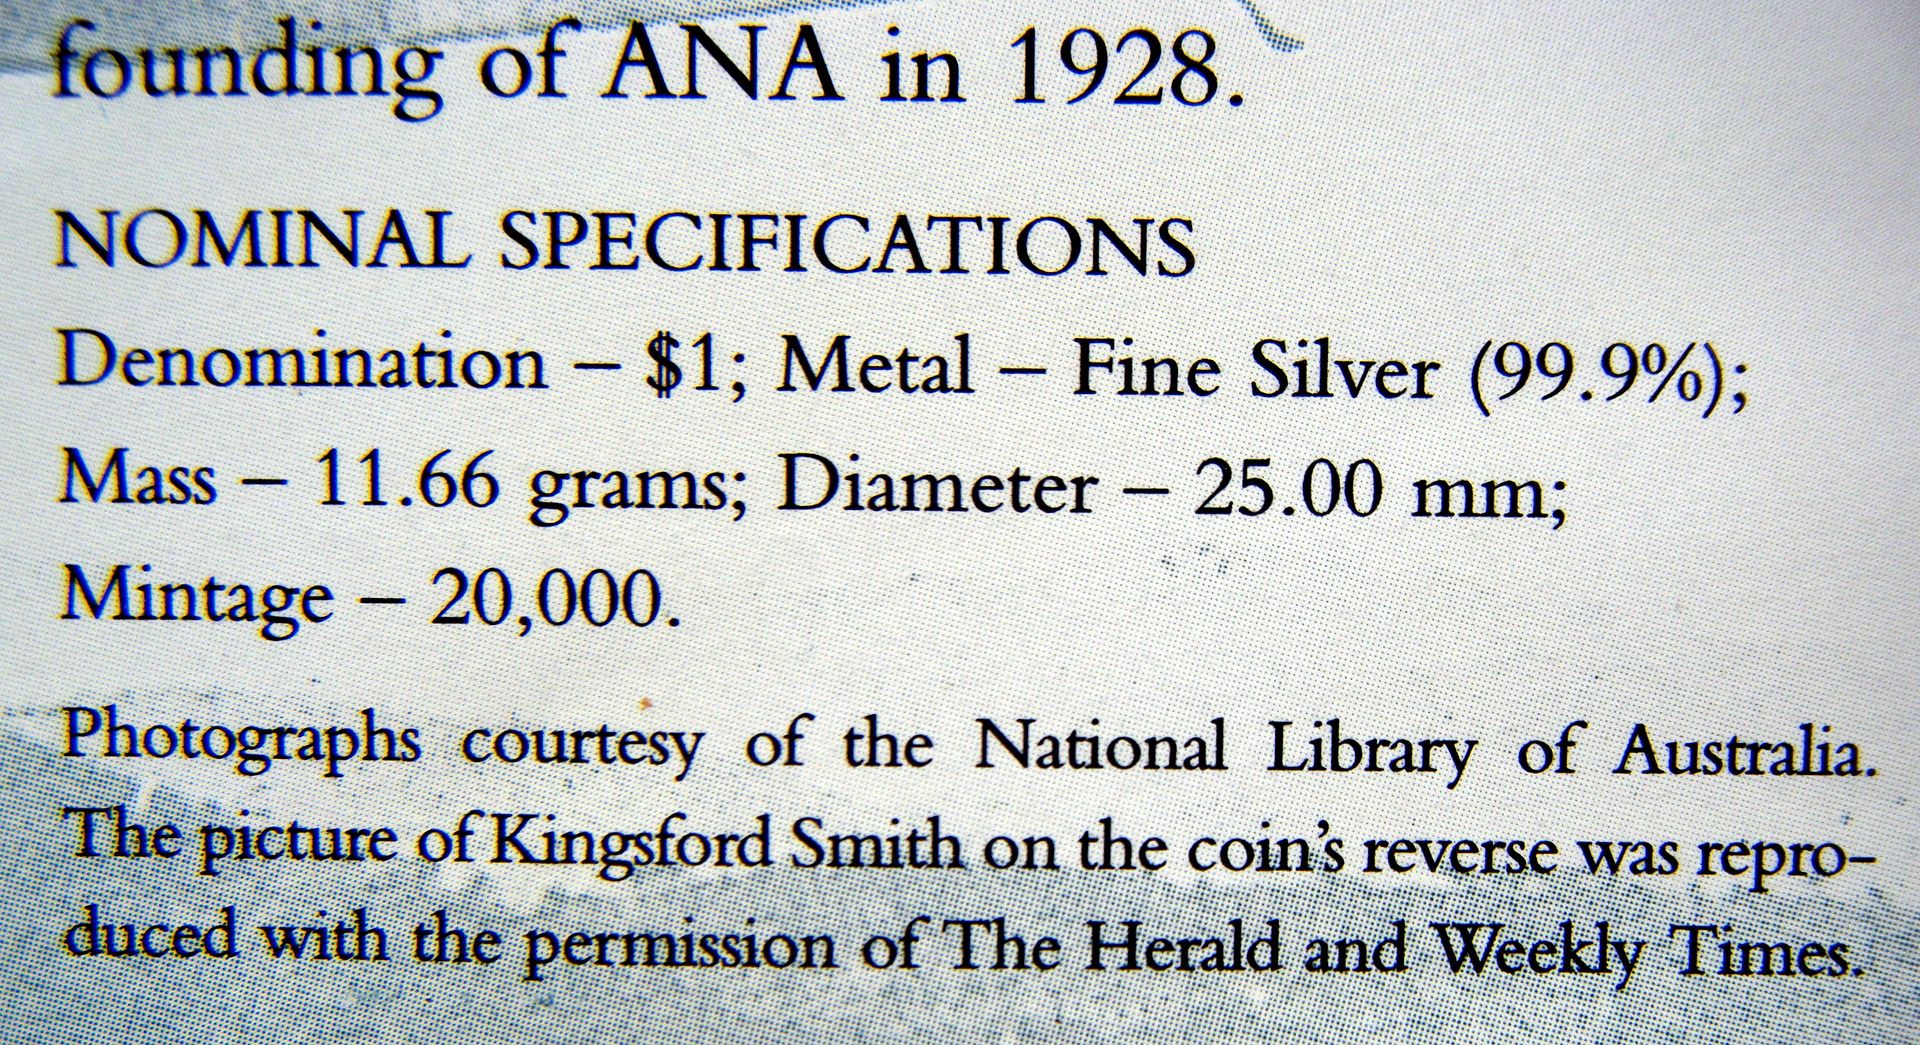 founding of ANA in 1928.
NOMINAL SPECIFICATIONS
Denomination – $1; Metal – Fine Silver (99.9%);
Mass – 11.66 grams; Diameter – 25.00 mm;
Mintage – 20,000.
Photographs courtesy of the National Library of Australia.
The picture of Kingsford Smith on the coin's reverse was repro-
duced with the permission of The Herald and Weekly Times.